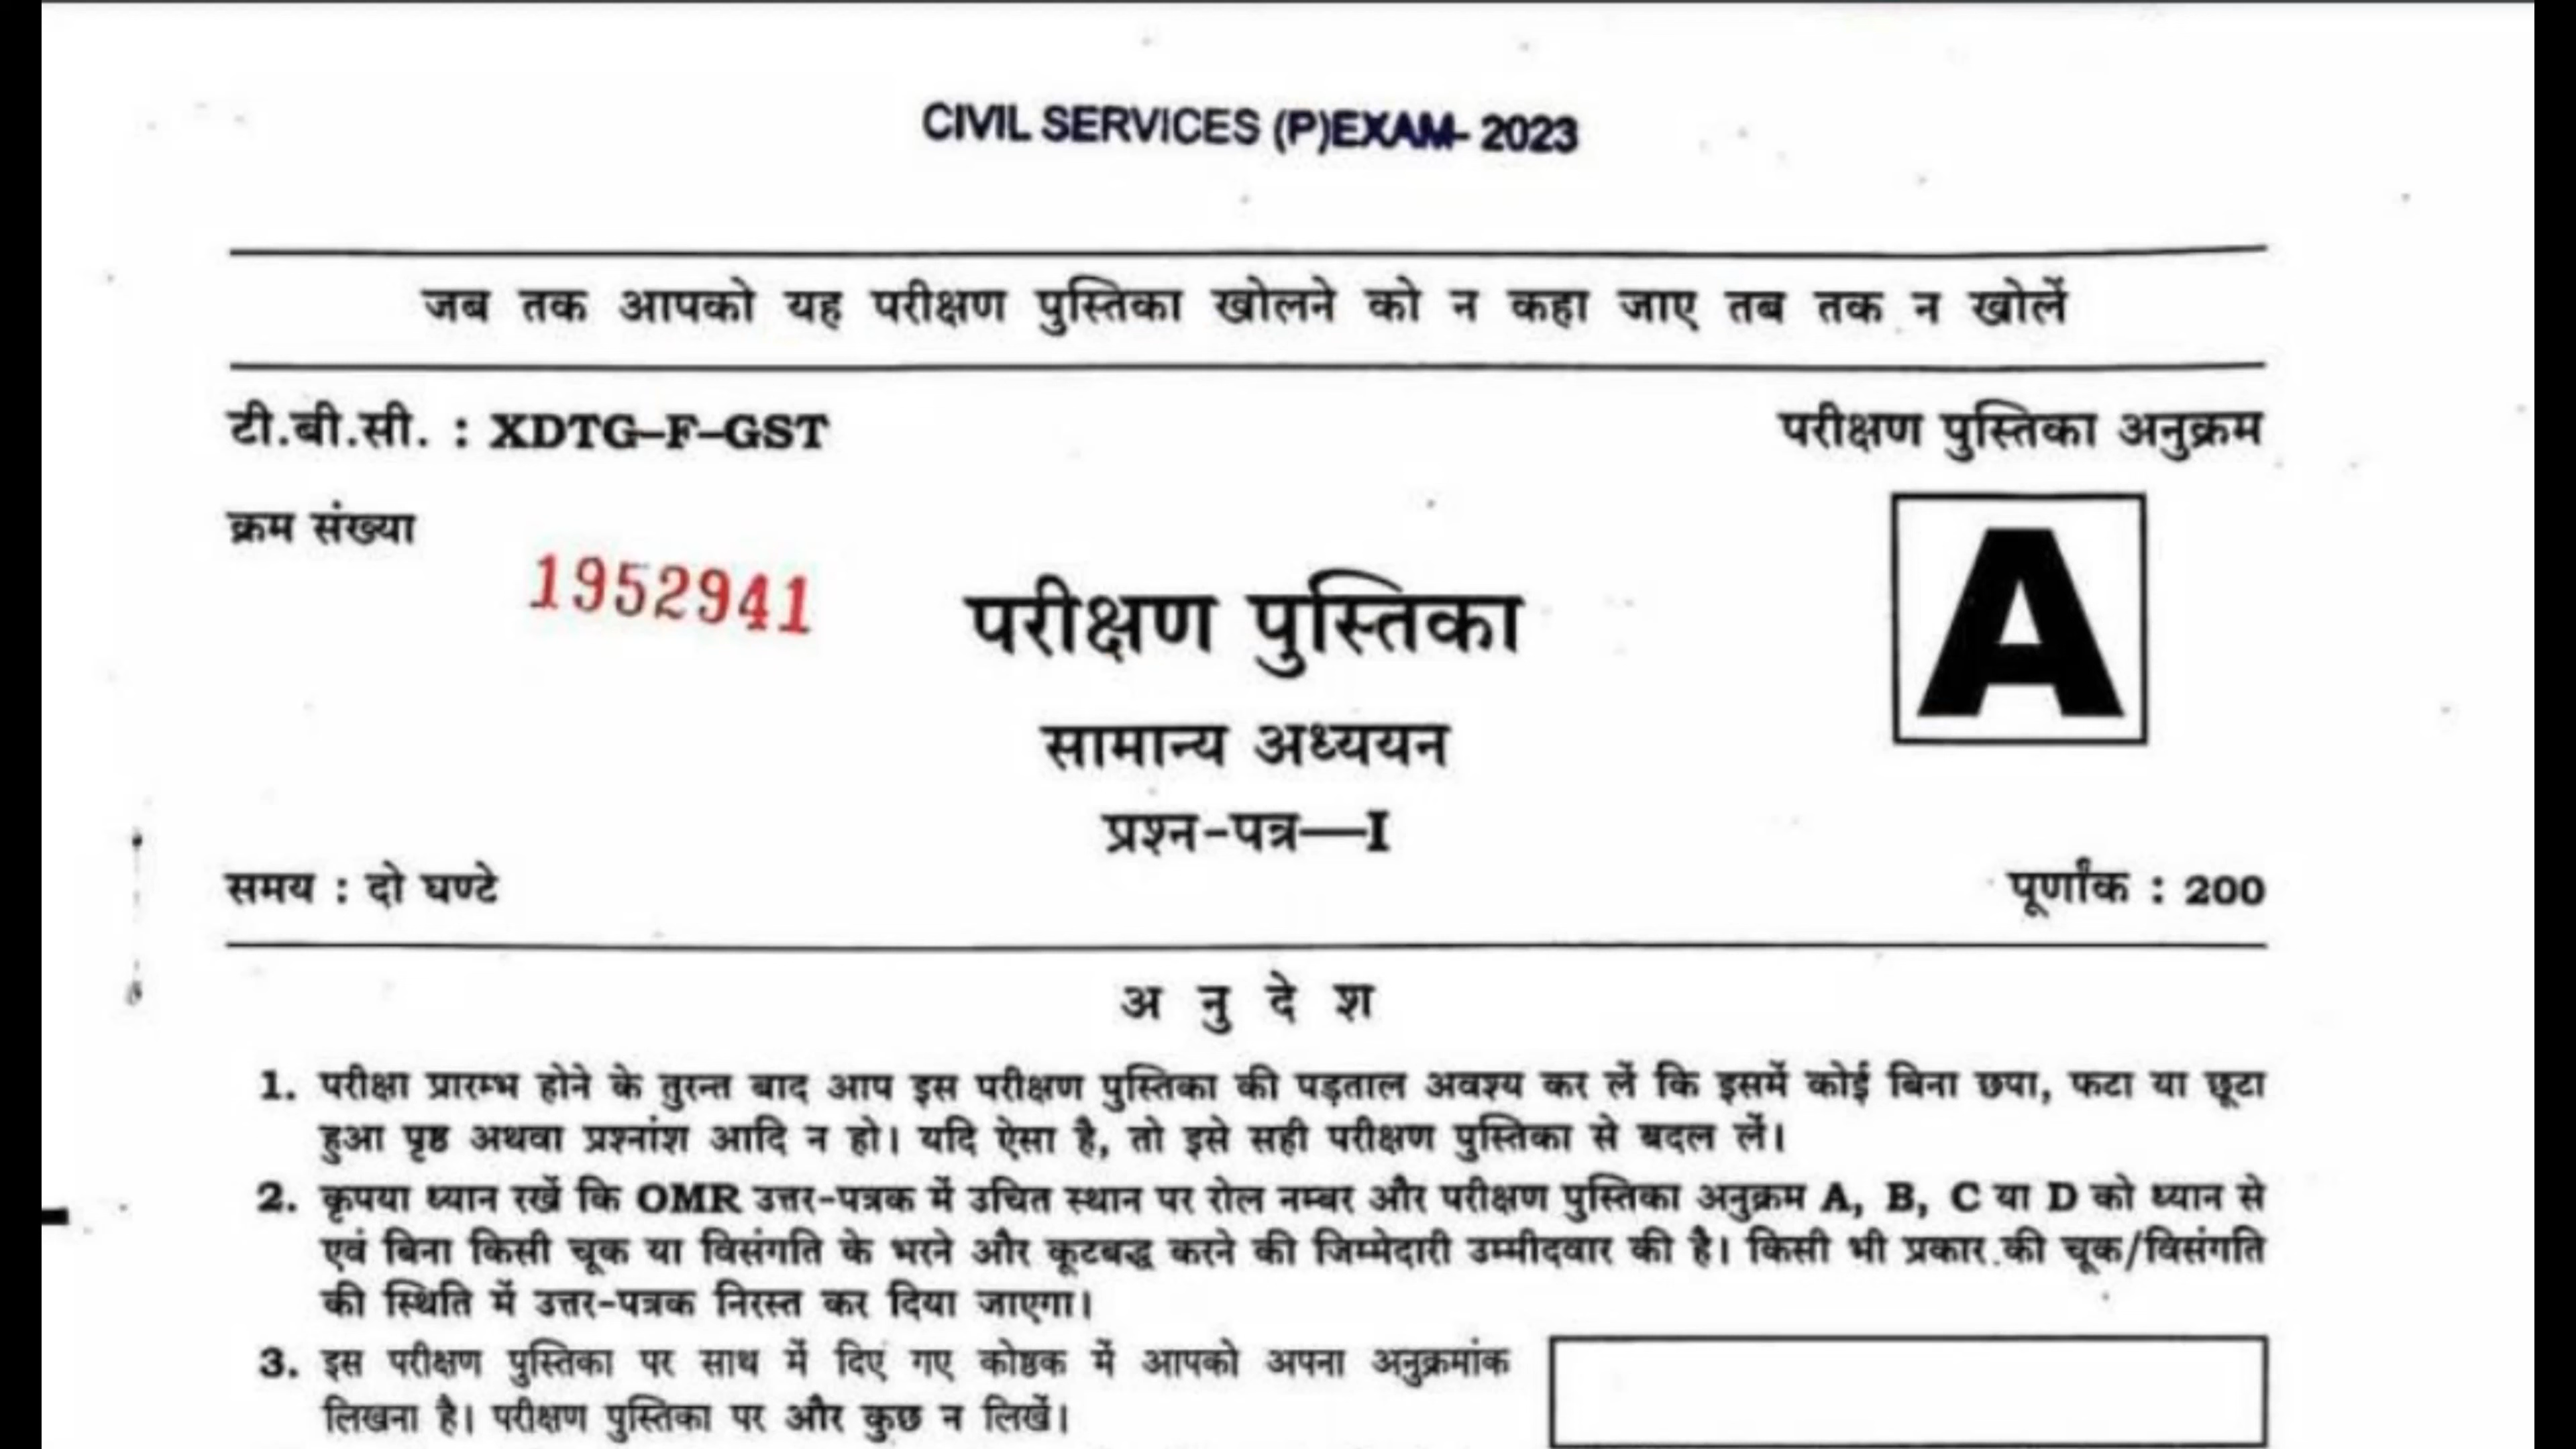 CIVIL SERVICES (P)EXAM- 2023
जब तक आपको यह परीक्षण पुस्तिका खोलने को न कहा जाए तब तक न खोलें
टी.बी.सी. : XDTG–F–GST
परीक्षण पुस्तिका अनुक्रम
क्रम संख्या
1952941
A
परीक्षण पुस्तिका
सामान्य अध्ययन
प्रश्न-पत्र—I
समय : दो घण्टे
पूर्णांक : 200
अ नु दे श
1. परीक्षा प्रारम्भ होने के तुरन्त बाद आप इस परीक्षण पुस्तिका की पड़ताल अवश्य कर लें कि इसमें कोई बिना छपा, फटा या छूटा
हुआ पृष्ठ अथवा प्रश्नांश आदि न हो। यदि ऐसा है, तो इसे सही परीक्षण पुस्तिका से बदल लें।
2. कृपया ध्यान रखें कि OMR उत्तर-पत्रक में उचित स्थान पर रोल नम्बर और परीक्षण पुस्तिका अनुक्रम A, B, C या D को ध्यान से
एवं बिना किसी चूक या विसंगति के भरने और कूटबद्ध करने की जिम्मेदारी उम्मीदवार की है। किसी भी प्रकार की चूक/विसंगति
की स्थिति में उत्तर-पत्रक निरस्त कर दिया जाएगा।
3. इस परीक्षण पुस्तिका पर साथ में दिए गए कोष्ठक में आपको अपना अनुक्रमांक
लिखना है। परीक्षण पुस्तिका पर और कुछ न लिखें।